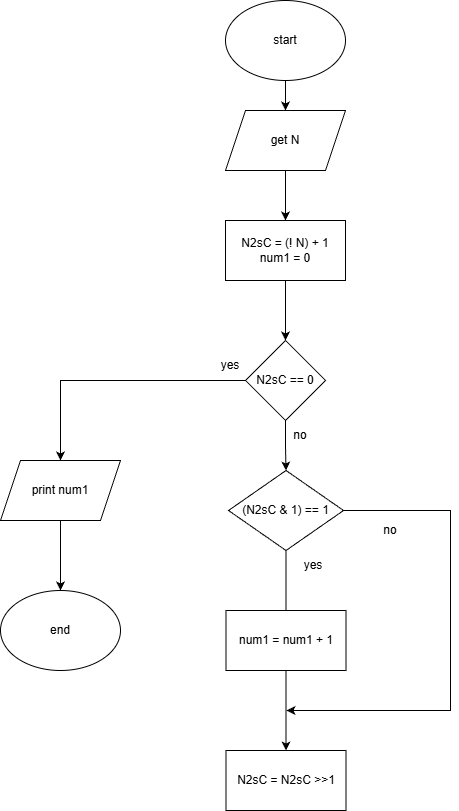 start
get N
N2sC = (! N) + 1
num1 = 0
yes
N2sC == 0
no
print num1
(N2sC & 1) == 1
no
yes
end
num1 = num1 + 1
N2sC = N2sC >>1